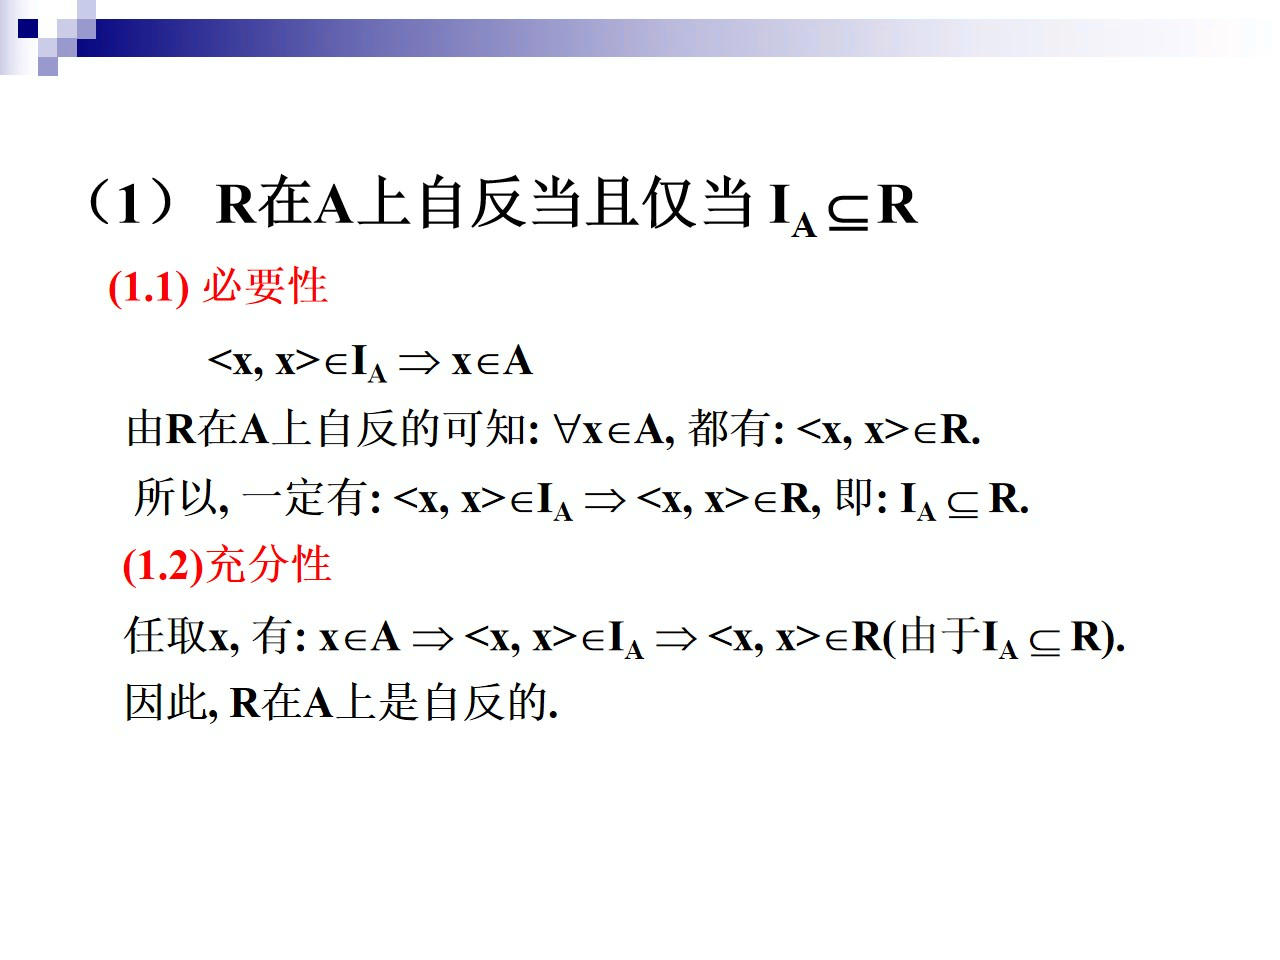 （1） R在A上自反当且仅当 I_A ⊆ R
(1.1) 必要性
<x, x>∈I_A ⇒ x∈A
由R在A上自反的可知: ∀x∈A, 都有: <x, x>∈R.
所以, 一定有: <x, x>∈I_A ⇒ <x, x>∈R, 即: I_A ⊆ R.
(1.2)充分性
任取x, 有: x∈A ⇒ <x, x>∈I_A ⇒ <x, x>∈R(由于I_A ⊆ R).
因此, R在A上是自反的.